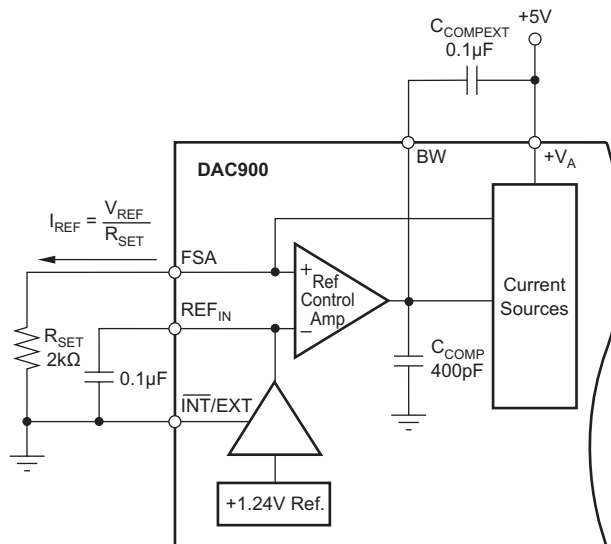 C_COMPEXT
0.1µF
+5V
DAC900
BW
+V_A
I_REF = V_REF / R_SET
FSA
+
Ref
Control
Amp
−
Current
Sources
REF_IN
R_SET
2kΩ
0.1µF
C_COMP
400pF
I̅N̅T̅/EXT
+1.24V Ref.